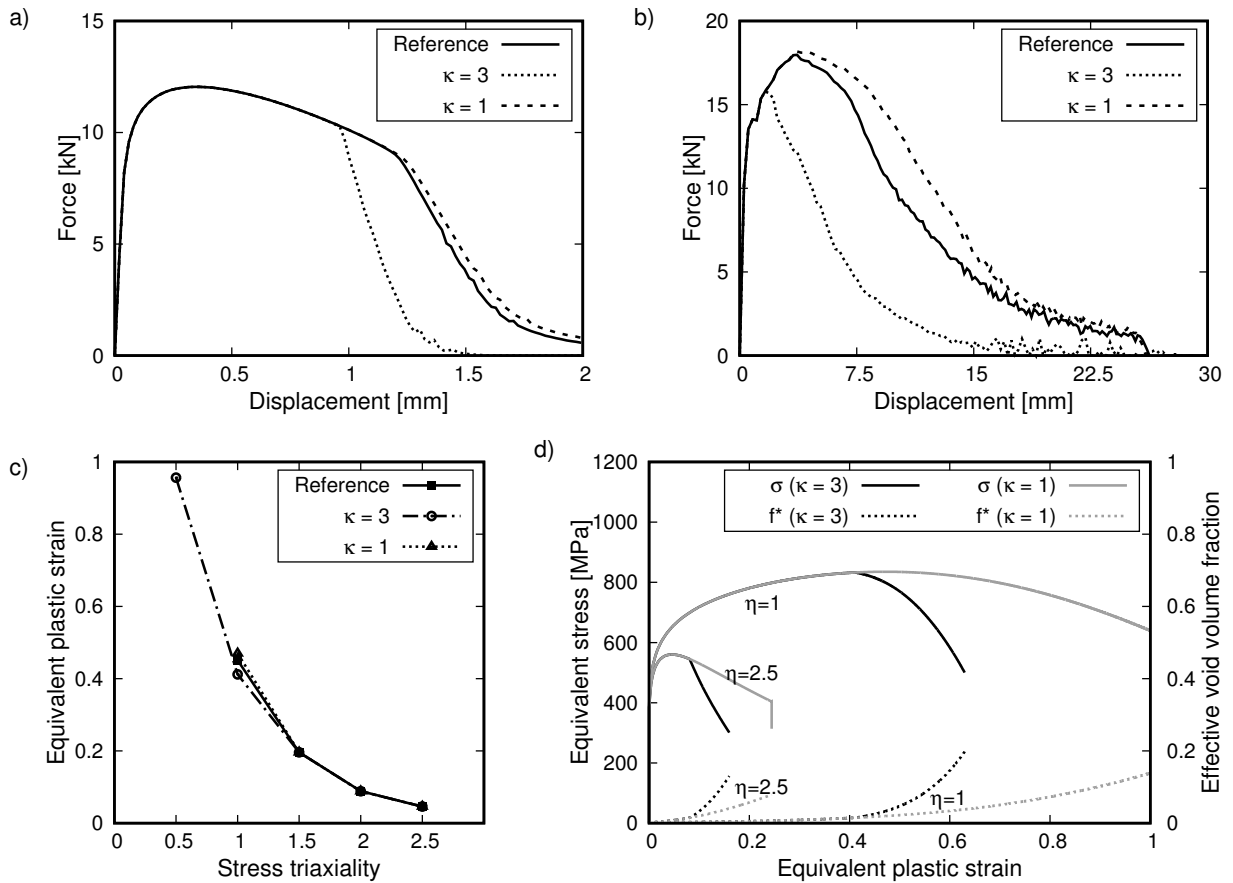 a)
Force [kN]
15
10
5
0
Reference
κ = 3
κ = 1
0 0.5 1 1.5 2
Displacement [mm]
b)
Force [kN]
20
15
10
5
0
Reference
κ = 3
κ = 1
0 7.5 15 22.5 30
Displacement [mm]
c)
Equivalent plastic strain
1
0.8
0.6
0.4
0.2
0
Reference
κ = 3
κ = 1
0 0.5 1.0 1.5 2.0 2.5
Stress triaxiality
d)
Equivalent stress [MPa]
1200
1000
800
600
400
200
0
σ (κ = 3) σ (κ = 1)
f* (κ = 3) f* (κ = 1)
η=1
η=2.5
η=2.5
η=1
1
0.8
0.6
0.4
0.2
0
Effective void volume fraction
0 0.2 0.4 0.6 0.8 1
Equivalent plastic strain